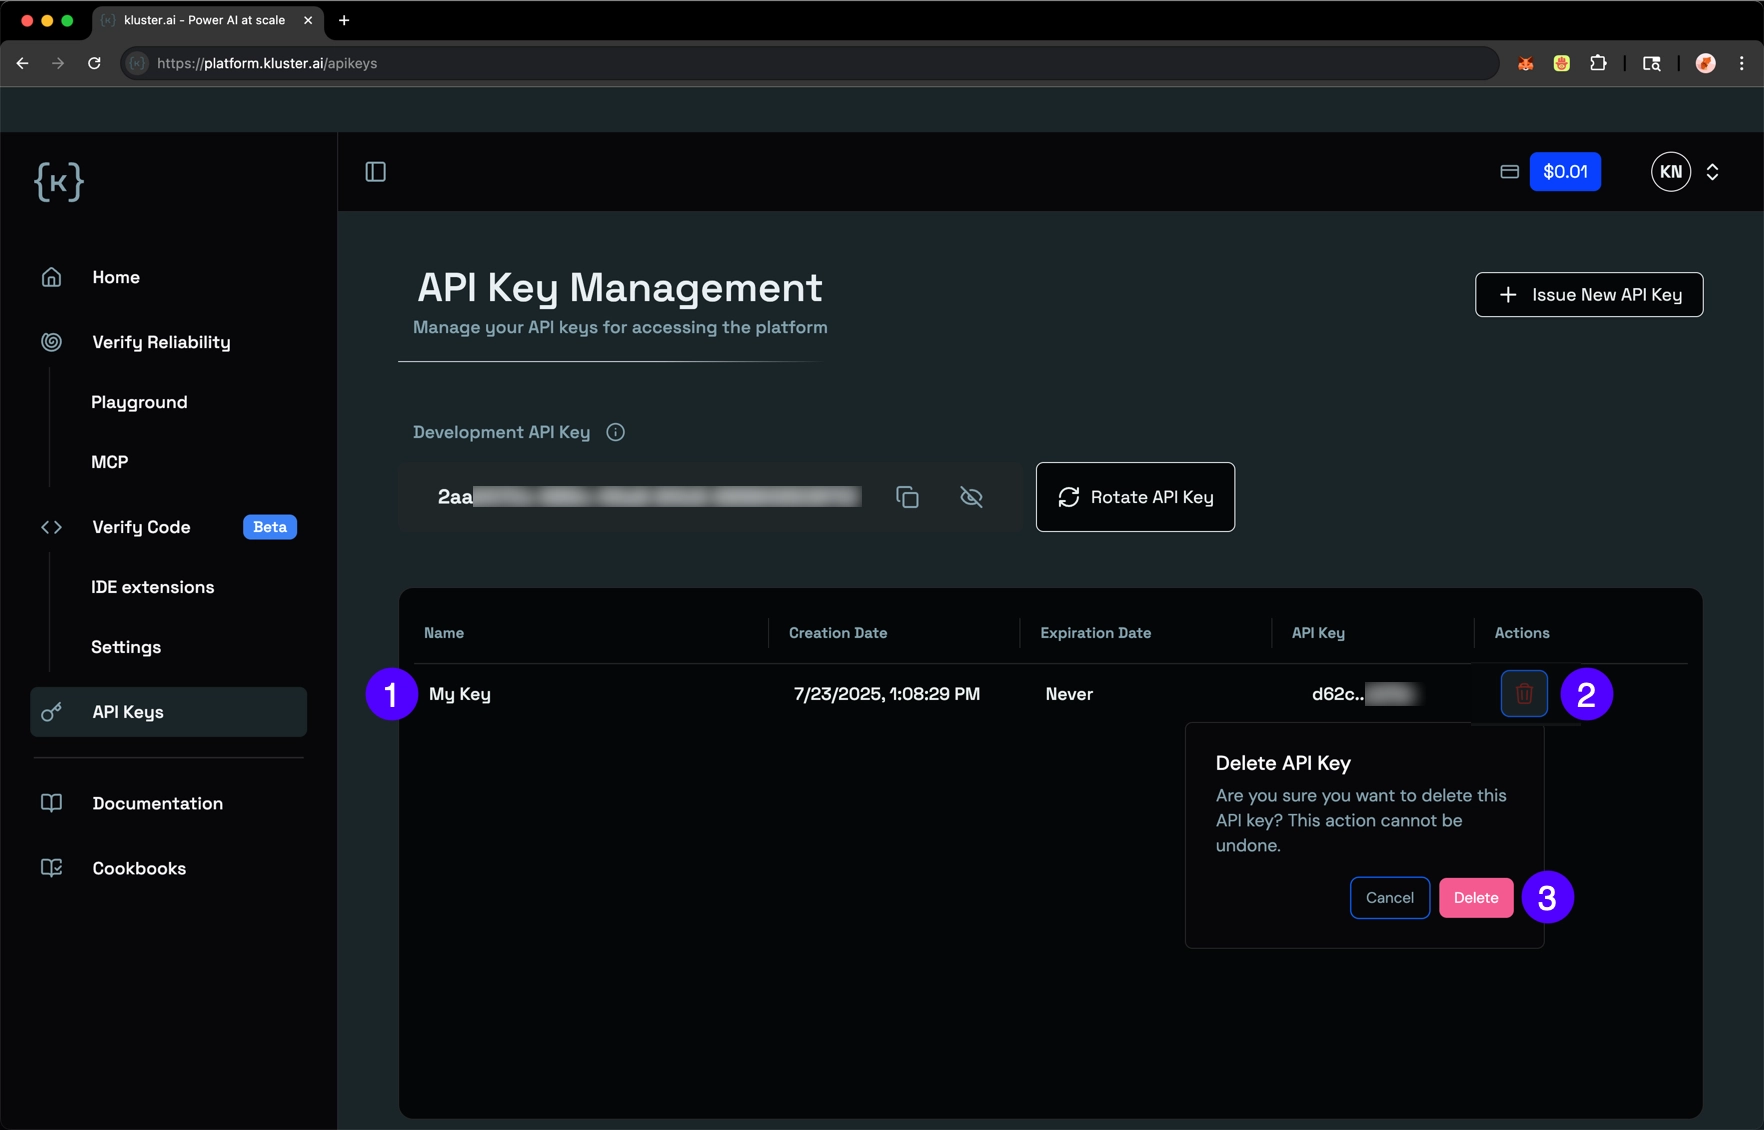 kluster.ai - Power AI at scale
https://platform.kluster.ai/apikeys
{K}
$0.01
KN
Home
Verify Reliability
Playground
MCP
Verify Code
Beta
IDE extensions
Settings
API Keys
Documentation
Cookbooks
API Key Management
Manage your API keys for accessing the platform
Issue New API Key
Development API Key
2aa
Rotate API Key
Name
Creation Date
Expiration Date
API Key
Actions
1
My Key
7/23/2025, 1:08:29 PM
Never
d62c..
2
Delete API Key
Are you sure you want to delete this
API key? This action cannot be
undone.
Cancel
Delete
3